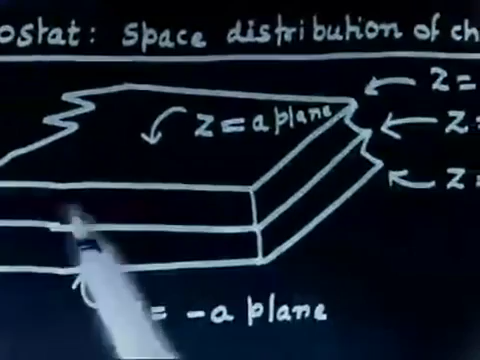 ostat: Space distribution of ch
z =
z = a plane
z =
z =
= -a plane